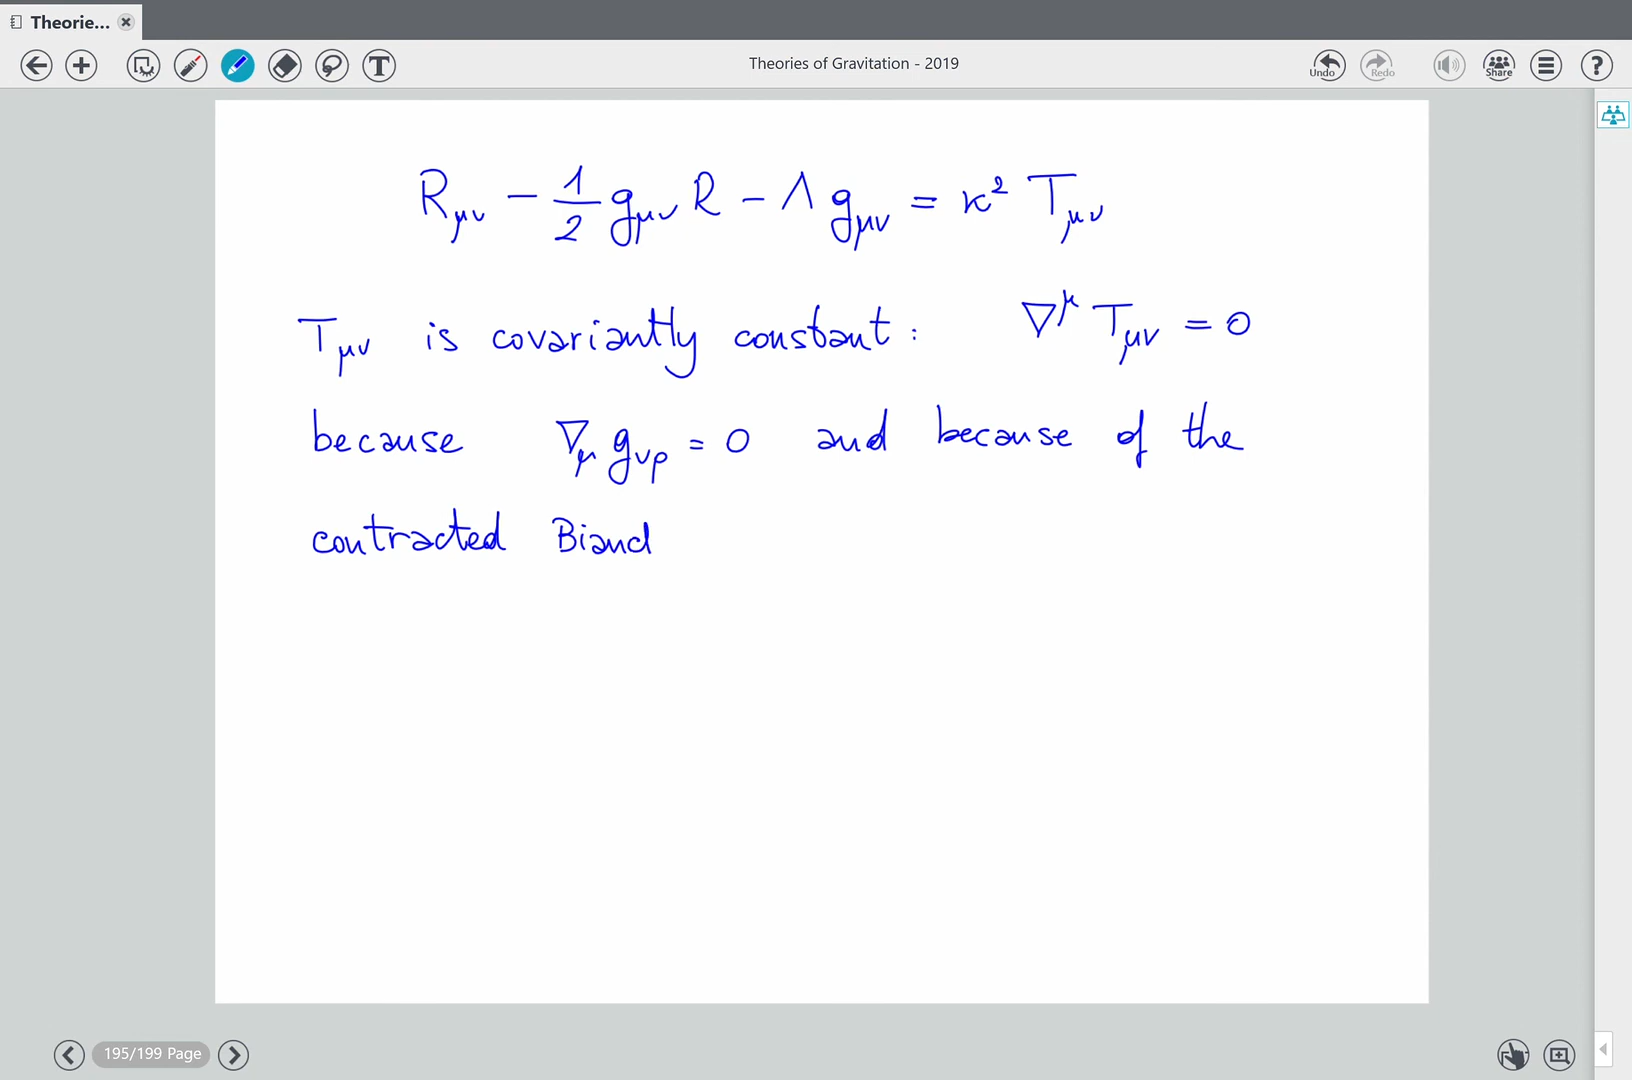 Theorie...
Theories of Gravitation - 2019
Undo
Redo
Share
R_μν - 1/2 g_μν R - Λ g_μν = κ² T_μν
T_μν is covariantly constant : ∇^μ T_μν = 0
because ∇_μ g_νρ = 0 and because of the
contracted Biand
195/199 Page